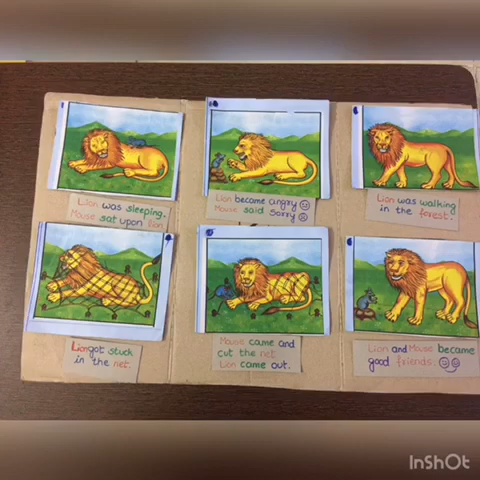 Lion was sleeping.
Mouse sat upon lion.
Lion became angry
Mouse said sorry
Lion was walking
in the forest.
Lion got stuck
in the net.
Mouse came and
cut the net
Lion came out.
Lion and Mouse became
good friends.
InShOt